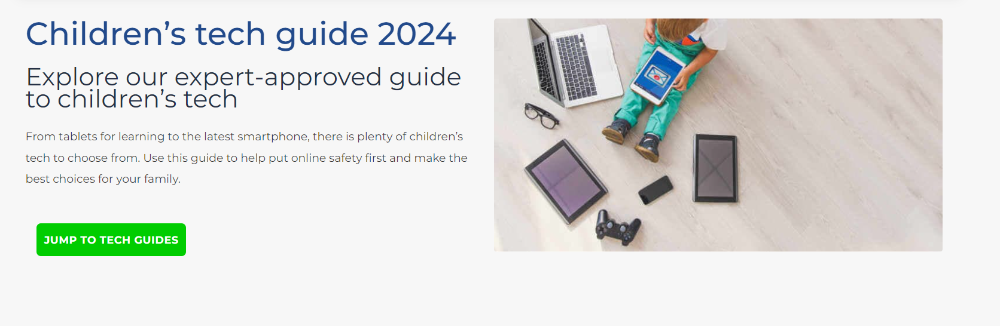 Children’s tech guide 2024
Explore our expert-approved guide
to children’s tech
From tablets for learning to the latest smartphone, there is plenty of children’s
tech to choose from. Use this guide to help put online safety first and make the
best choices for your family.
JUMP TO TECH GUIDES